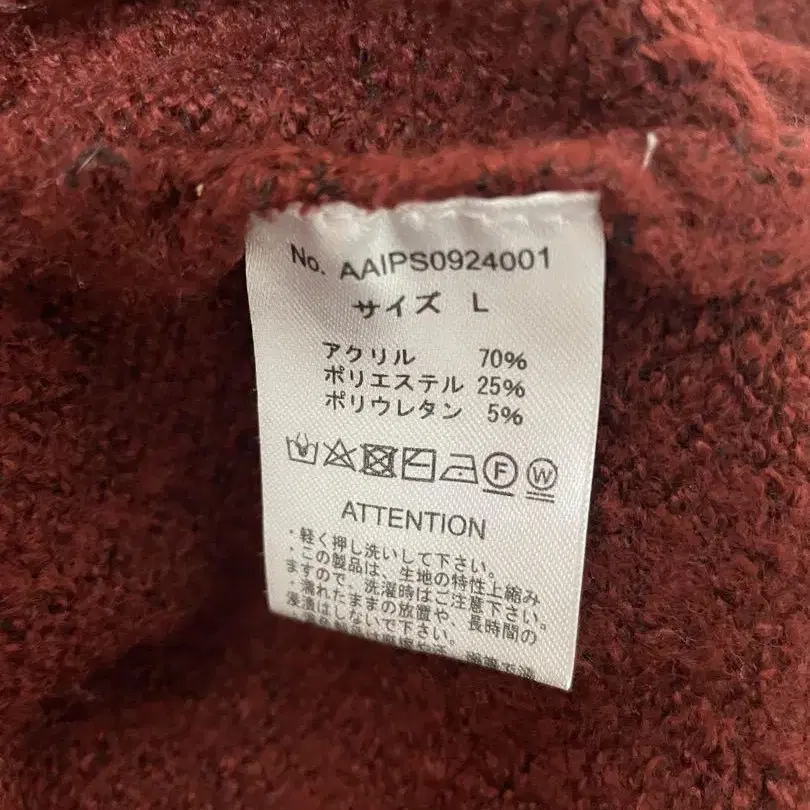 No. AAIPS0924001
サイズ L
アクリル 70%
ポリエステル 25%
ポリウレタン 5%
F W
ATTENTION
・軽く押し洗いして下さい。
・この製品は、生地の特性上縮み
ますので、洗濯時はご注意下さい。
・濡れたままの放置や、長時間の
浸漬はしないで下さい。